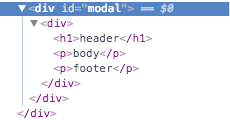 ▼<div id="modal"> == $0
▼<div>
<h1>header</h1>
<p>body</p>
<p>footer</p>
</div>
</div>
</div>